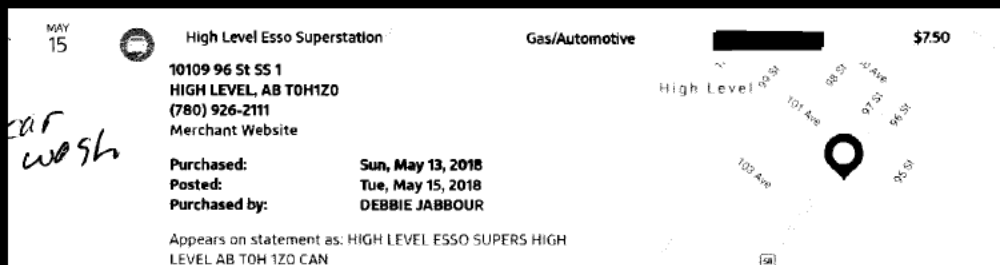 MAY
15
High Level Esso Superstation
Gas/Automotive
$7.50
10109 96 St SS 1
HIGH LEVEL, AB T0H1Z0
(780) 926-2111
Merchant Website
car
wash
Purchased: Sun, May 13, 2018
Posted: Tue, May 15, 2018
Purchased by: DEBBIE JABBOUR
Appears on statement as: HIGH LEVEL ESSO SUPERS HIGH
LEVEL AB T0H 1Z0 CAN
High Level
99 St
98 St
101 Ave
97 St
96 St
103 Ave
95 St
58